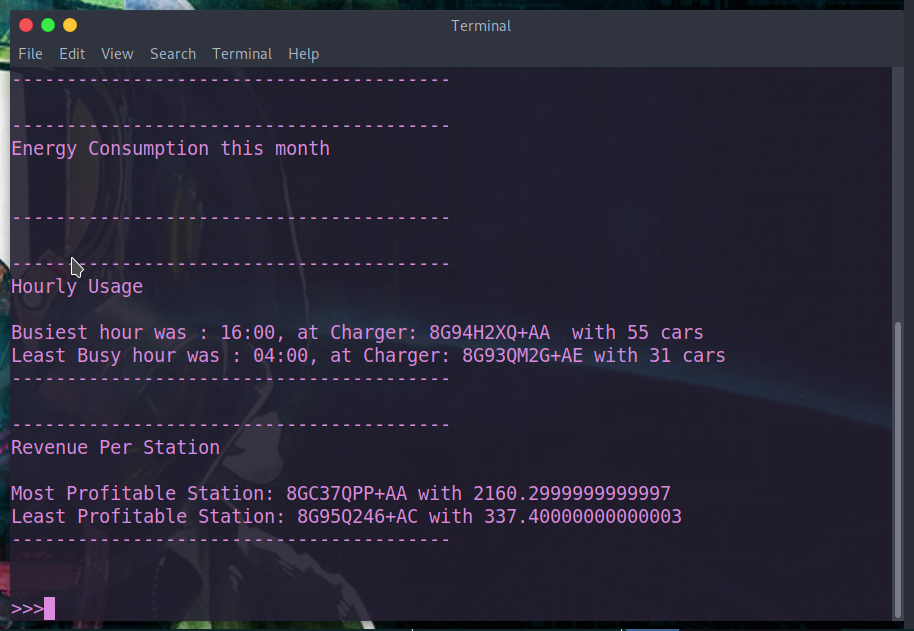 Terminal
File Edit View Search Terminal Help
----------------------------------------
----------------------------------------
Energy Consumption this month
----------------------------------------
----------------------------------------
Hourly Usage
Busiest hour was : 16:00, at Charger: 8G94H2XQ+AA  with 55 cars
Least Busy hour was : 04:00, at Charger: 8G93QM2G+AE with 31 cars
----------------------------------------
----------------------------------------
Revenue Per Station
Most Profitable Station: 8GC37QPP+AA with 2160.2999999999997
Least Profitable Station: 8G95Q246+AC with 337.40000000000003
----------------------------------------
>>>